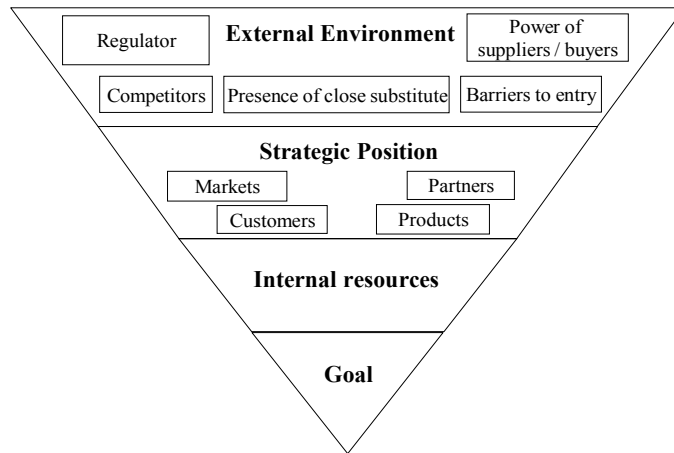 External Environment
Regulator
Power of
suppliers / buyers
Competitors
Presence of close substitute
Barriers to entry
Strategic Position
Markets
Partners
Customers
Products
Internal resources
Goal